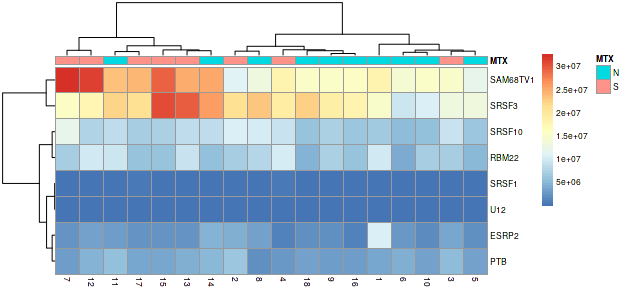 MTX
MTX
N
S
SAM68TV1
SRSF3
SRSF10
RBM22
SRSF1
U12
ESRP2
PTB
3e+07
2.5e+07
2e+07
1.5e+07
1e+07
5e+06
7 12 11 17 15 13 14 2 8 4 18 9 16 1 6 10 3 5